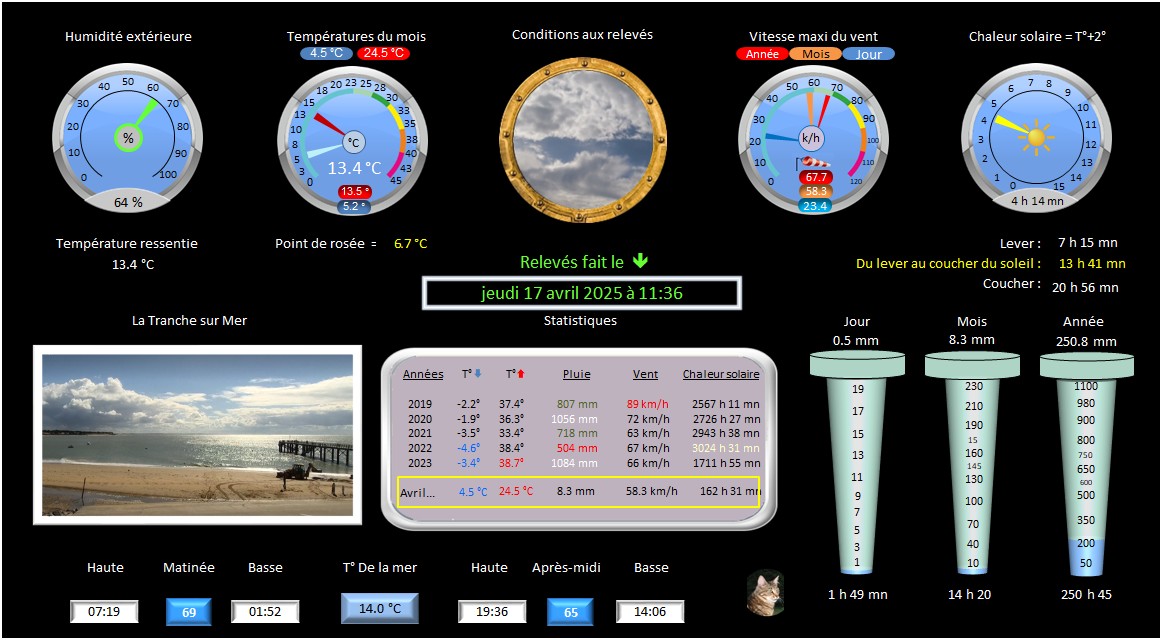 Humidité extérieure
0
10
20
30
40
50
60
70
80
90
100
%
64 %
Températures du mois
4.5 °C 24.5 °C
0
3
5
8
10
13
15
18
20
23
25
28
30
33
35
38
40
43
45
°C
13.4 °C
13.5 °
5.2 °
Conditions aux relevés
Vitesse maxi du vent
Année Mois Jour
0
10
20
30
40
50
60
70
80
90
100
110
120
k/h
67.7
58.3
23.4
Chaleur solaire = T°+2°
0
1
2
3
4
5
6
7
8
9
10
11
12
13
14
15
4 h 14 mn
Température ressentie
13.4 °C
Point de rosée = 6.7 °C
Relevés fait le
jeudi 17 avril 2025 à 11:36
Lever : 7 h 15 mn
Du lever au coucher du soleil : 13 h 41 mn
Coucher : 20 h 56 mn
La Tranche sur Mer
Statistiques
Années T° T° Pluie Vent Chaleur solaire
2019 -2.2° 37.4° 807 mm 89 km/h 2567 h 11 mn
2020 -1.9° 36.3° 1056 mm 72 km/h 2726 h 27 mn
2021 -3.5° 33.4° 718 mm 63 km/h 2943 h 38 mn
2022 -4.6° 38.4° 504 mm 67 km/h 3024 h 31 mn
2023 -3.4° 38.7° 1084 mm 66 km/h 1711 h 55 mn
Avril... 4.5 °C 24.5 °C 8.3 mm 58.3 km/h 162 h 31 mn
Jour
0.5 mm
19
17
15
13
11
9
7
5
3
1
1 h 49 mn
Mois
8.3 mm
230
210
190
15
160
145
130
100
70
40
10
14 h 20
Année
250.8 mm
1100
980
900
800
750
650
600
500
350
200
50
250 h 45
Haute Matinée Basse
07:19 69 01:52
T° De la mer
14.0 °C
Haute Après-midi Basse
19:36 65 14:06